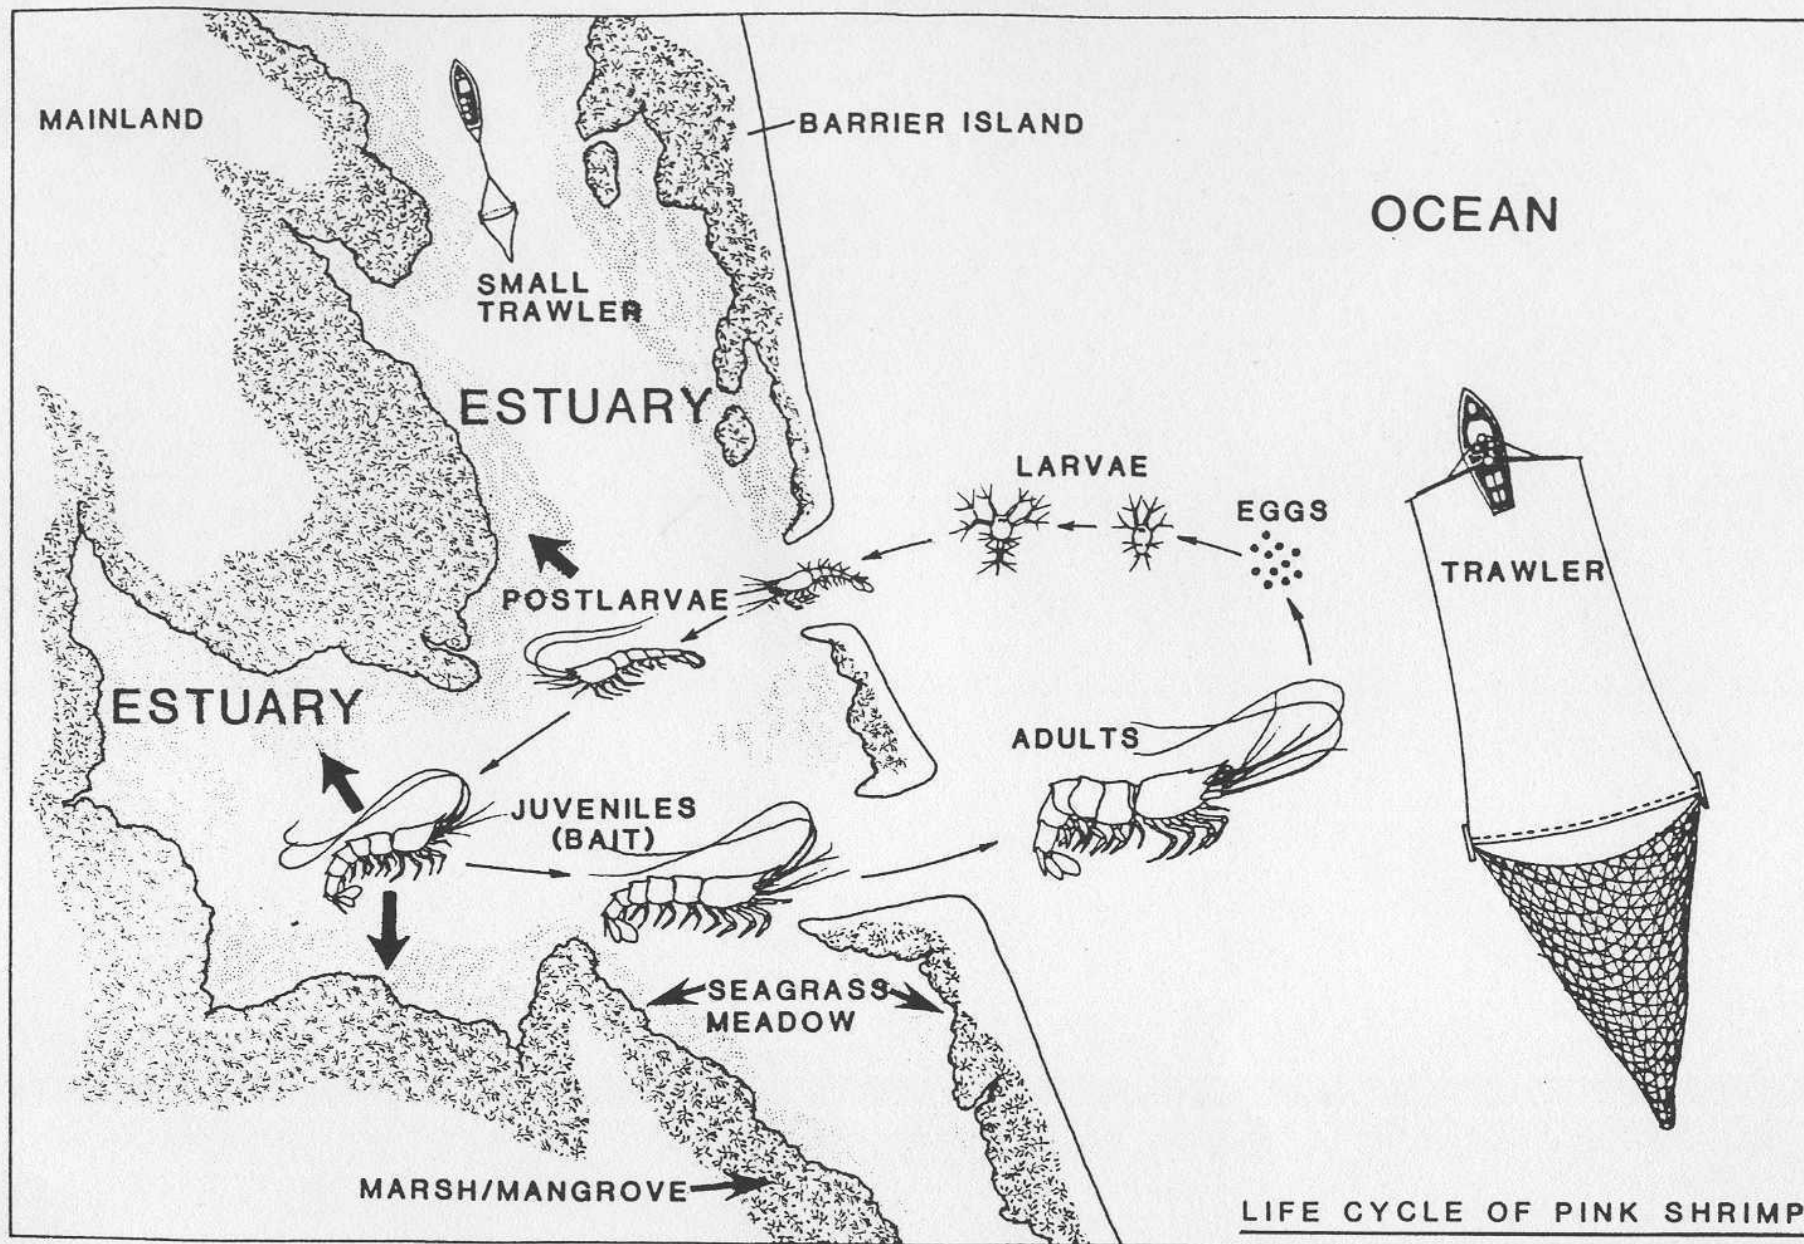 MAINLAND
BARRIER ISLAND
OCEAN
SMALL
TRAWLER
ESTUARY
LARVAE
EGGS
TRAWLER
POSTLARVAE
ESTUARY
ADULTS
JUVENILES
(BAIT)
SEAGRASS
MEADOW
MARSH/MANGROVE
LIFE CYCLE OF PINK SHRIMP